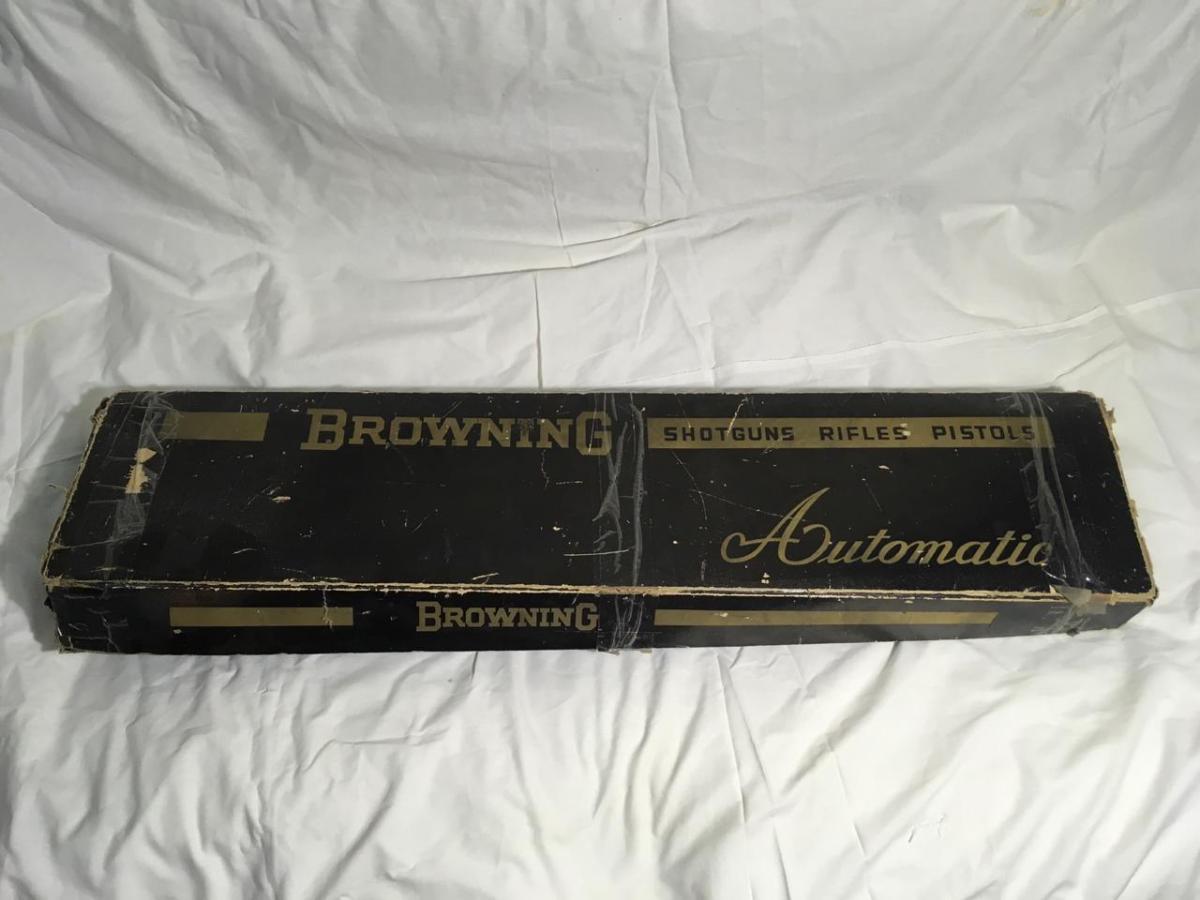 BROWNING
SHOTGUNS RIFLES PISTOLS
Automatic
BROWNING